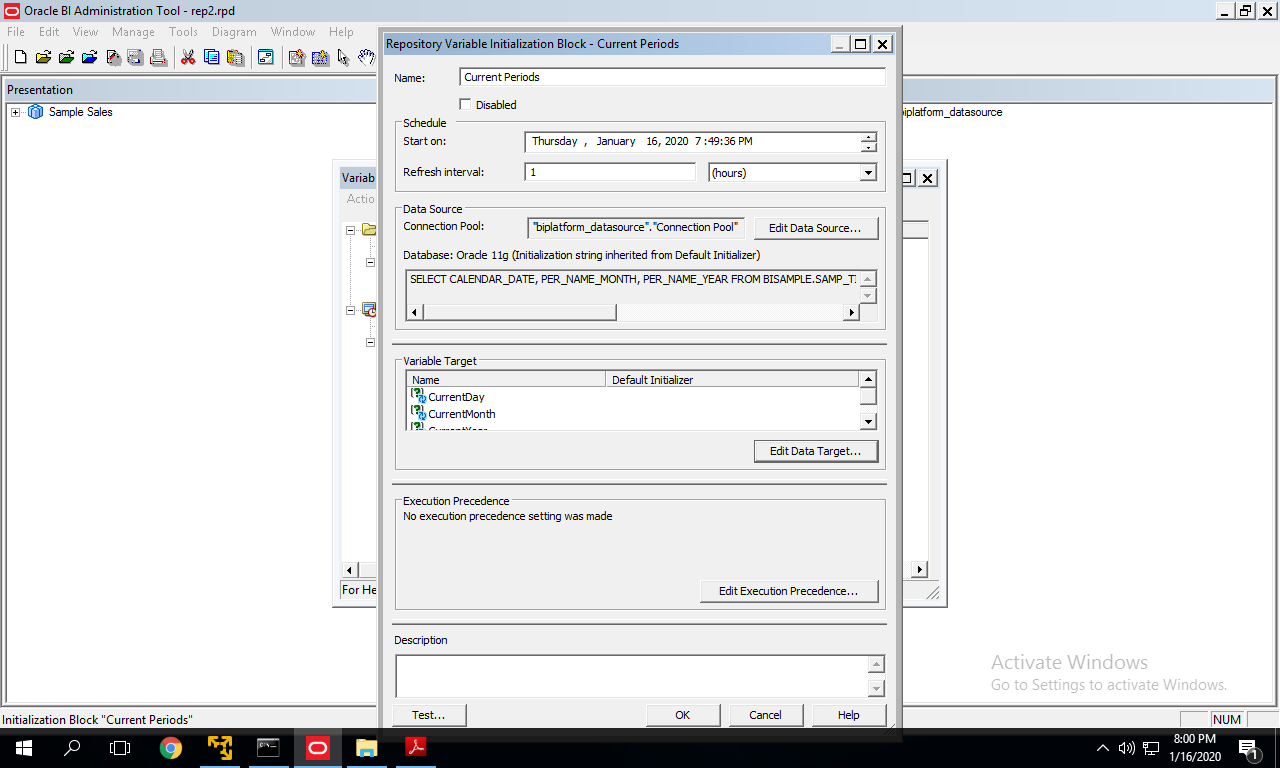 Oracle BI Administration Tool - rep2.rpd
File Edit View Manage Tools Diagram Window Help
Presentation
Sample Sales
biplatform_datasource
Variab
Actio
For He
Repository Variable Initialization Block - Current Periods
Name: Current Periods
Disabled
Schedule
Start on: Thursday , January 16, 2020 7:49:36 PM
Refresh interval: 1 (hours)
Data Source
Connection Pool: "biplatform_datasource"."Connection Pool" Edit Data Source...
Database: Oracle 11g (Initialization string inherited from Default Initializer)
SELECT CALENDAR_DATE, PER_NAME_MONTH, PER_NAME_YEAR FROM BISAMPLE.SAMP_TI
Variable Target
Name Default Initializer
CurrentDay
CurrentMonth
CurrentYear
Edit Data Target...
Execution Precedence
No execution precedence setting was made
Edit Execution Precedence...
Description
Test... OK Cancel Help
Activate Windows
Go to Settings to activate Windows.
Initialization Block "Current Periods" NUM
8:00 PM
1/16/2020
1